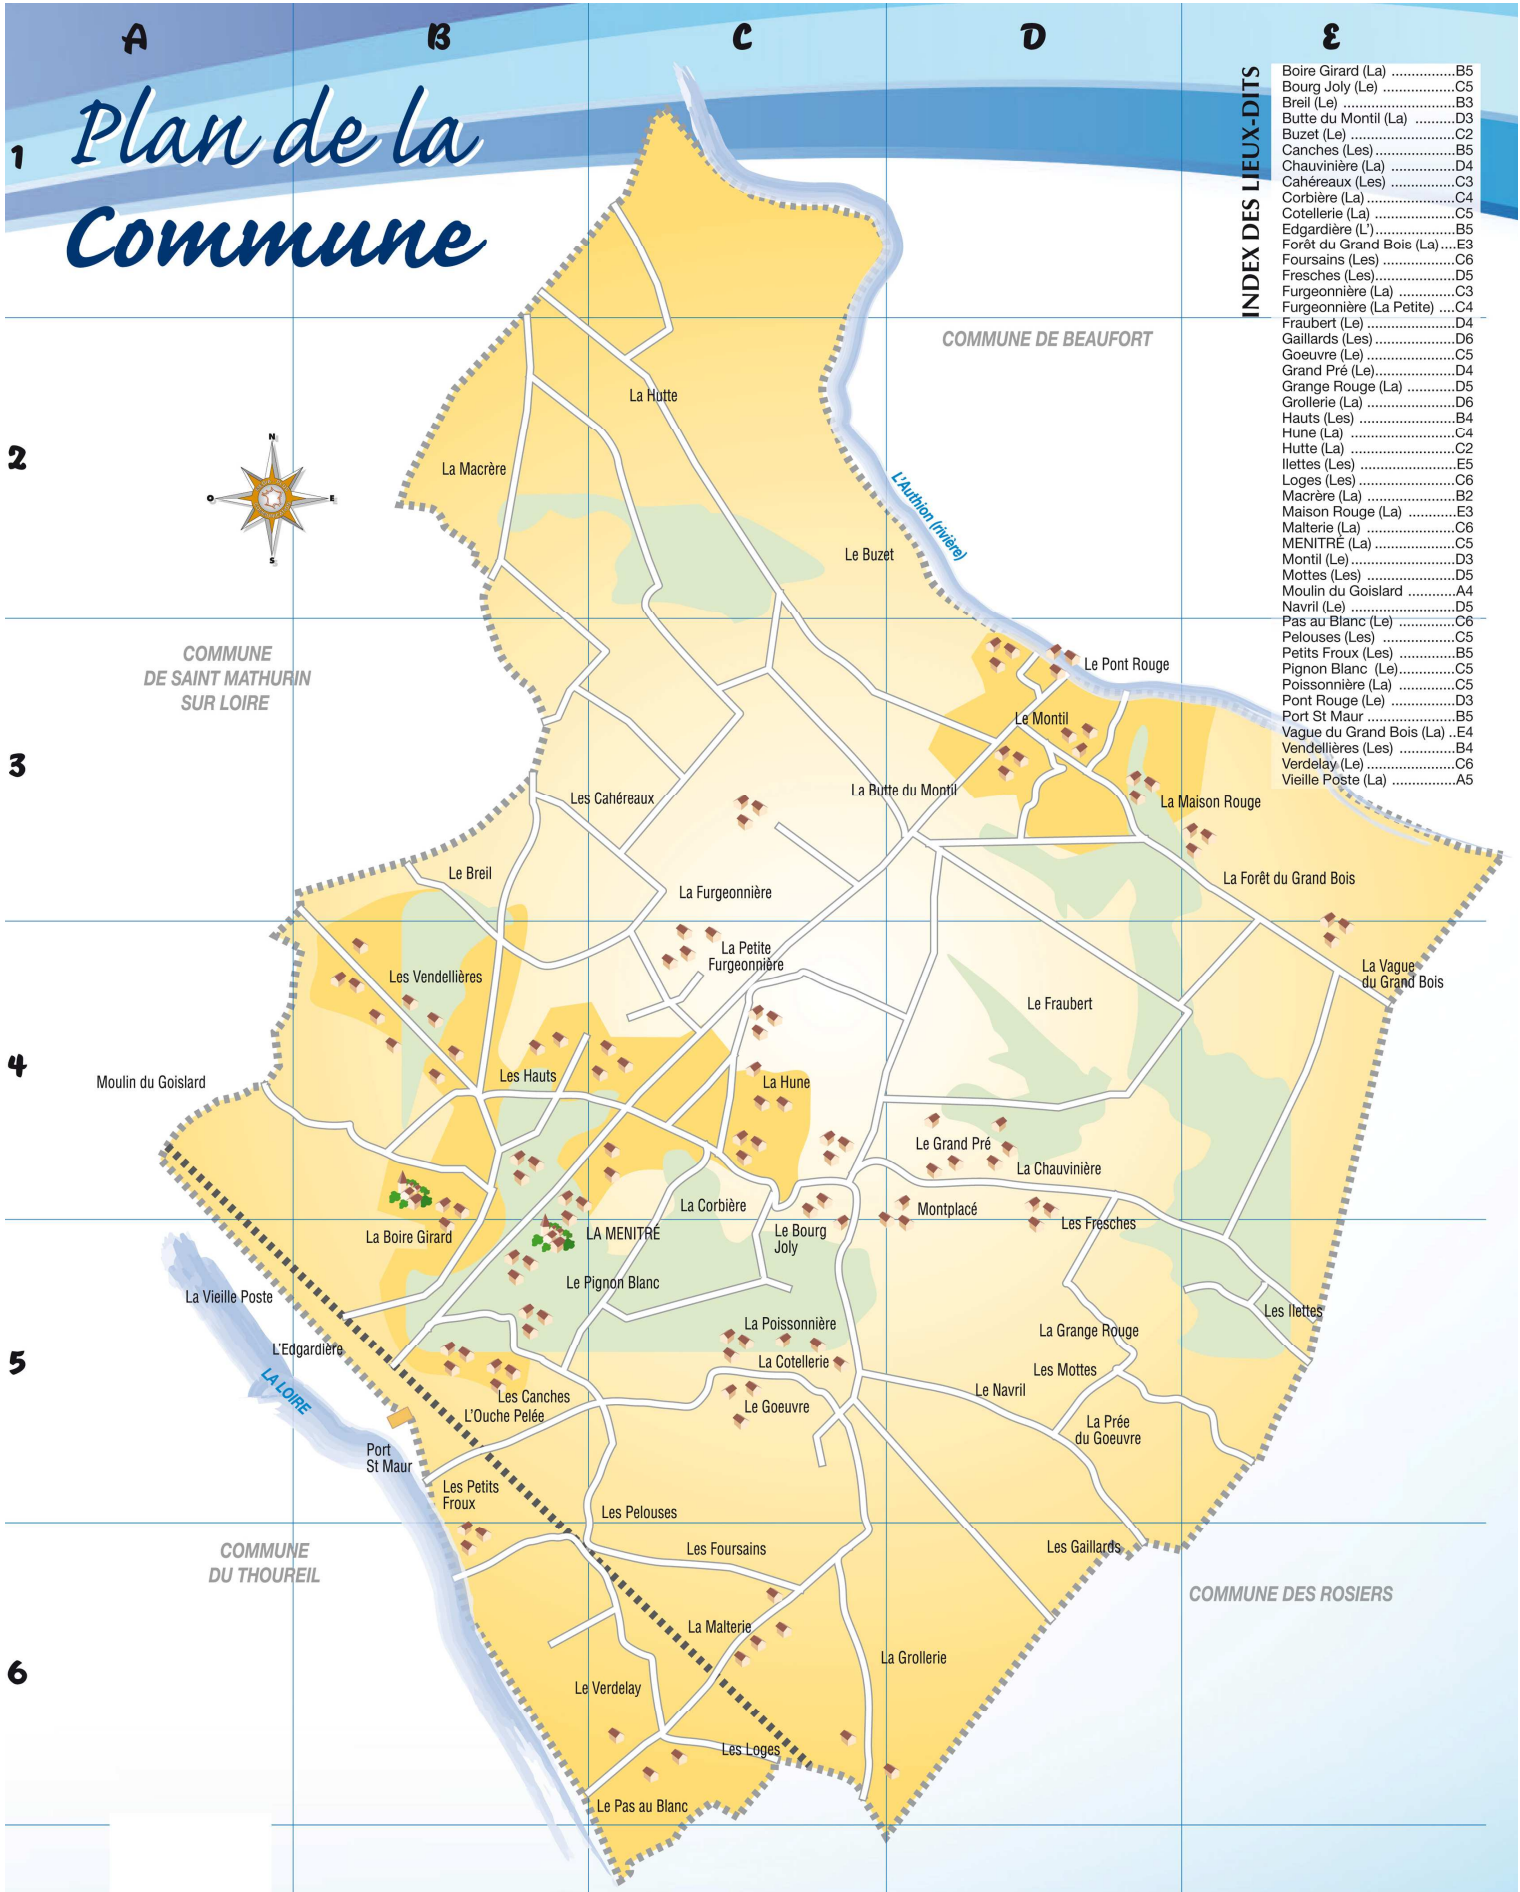 A B C D E
Plan de la
Commune
1
2
3
4
5
6
INDEX DES LIEUX-DITS
Boire Girard (La) ................B5
Bourg Joly (Le) ..................C5
Breil (Le) ............................B3
Butte du Montil (La) ..........D3
Buzet (Le) ..........................C2
Canches (Les)....................B5
Chauvinière (La) .................D4
Cahéreaux (Les) ................C3
Corbière (La) ......................C4
Cotellerie (La) ....................C5
Edgardière (L')....................B5
Forêt du Grand Bois (La)....E3
Foursains (Les) ..................C6
Fresches (Les)....................D5
Furgeonnière (La) ..............C3
Furgeonnière (La Petite) ....C4
Fraubert (Le) ......................D4
Gaillards (Les).....................D6
Goeuvre (Le) ......................C5
Grand Pré (Le)....................D4
Grange Rouge (La) ............D5
Grollerie (La) ......................D6
Hauts (Les) ........................B4
Hune (La) ..........................C4
Hutte (La) ..........................C2
Ilettes (Les) ........................E5
Loges (Les) ........................C6
Macrère (La) ......................B2
Maison Rouge (La) ............E3
Malterie (La) ......................C6
MENITRÉ (La) ....................C5
Montil (Le)..........................D3
Mottes (Les) ......................D5
Moulin du Goislard ............A4
Navril (Le) ..........................D5
Pas au Blanc (Le) ..............C6
Pelouses (Les) ..................C5
Petits Froux (Les) ..............B5
Pignon Blanc (Le)..............C5
Poissonnière (La) ..............C5
Pont Rouge (Le) ................D3
Port St Maur ......................B5
Vague du Grand Bois (La) ..E4
Vendellières (Les) ..............B4
Verdelay (Le)......................C6
Vieille Poste (La) ................A5
COMMUNE DE BEAUFORT
La Hutte
La Macrère
N
O
E
S
L'Authion (rivière)
Le Buzet
COMMUNE
DE SAINT MATHURIN
SUR LOIRE
Le Pont Rouge
Le Montil
La Butte du Montil
Les Cahéreaux
La Maison Rouge
Le Breil
La Furgeonnière
La Forêt du Grand Bois
La Petite
Furgeonnière
Les Vendellières
La Vague
du Grand Bois
Le Fraubert
Moulin du Goislard
Les Hauts
La Hune
Le Grand Pré
La Chauvinière
La Corbière
Montplacé
Les Fresches
La Boire Girard
LA MENITRÉ
Le Bourg
Joly
Le Pignon Blanc
La Vieille Poste
Les Ilettes
La Poissonnière
La Grange Rouge
L'Edgardière
La Cotellerie
Les Mottes
LA LOIRE
Le Navril
Les Canches
L'Ouche Pelée
Le Goeuvre
La Prée
du Goeuvre
Port
St Maur
Les Petits
Froux
Les Pelouses
Les Foursains
Les Gaillards
COMMUNE
DU THOUREIL
COMMUNE DES ROSIERS
La Malterie
La Grollerie
Le Verdelay
Les Loges
Le Pas au Blanc